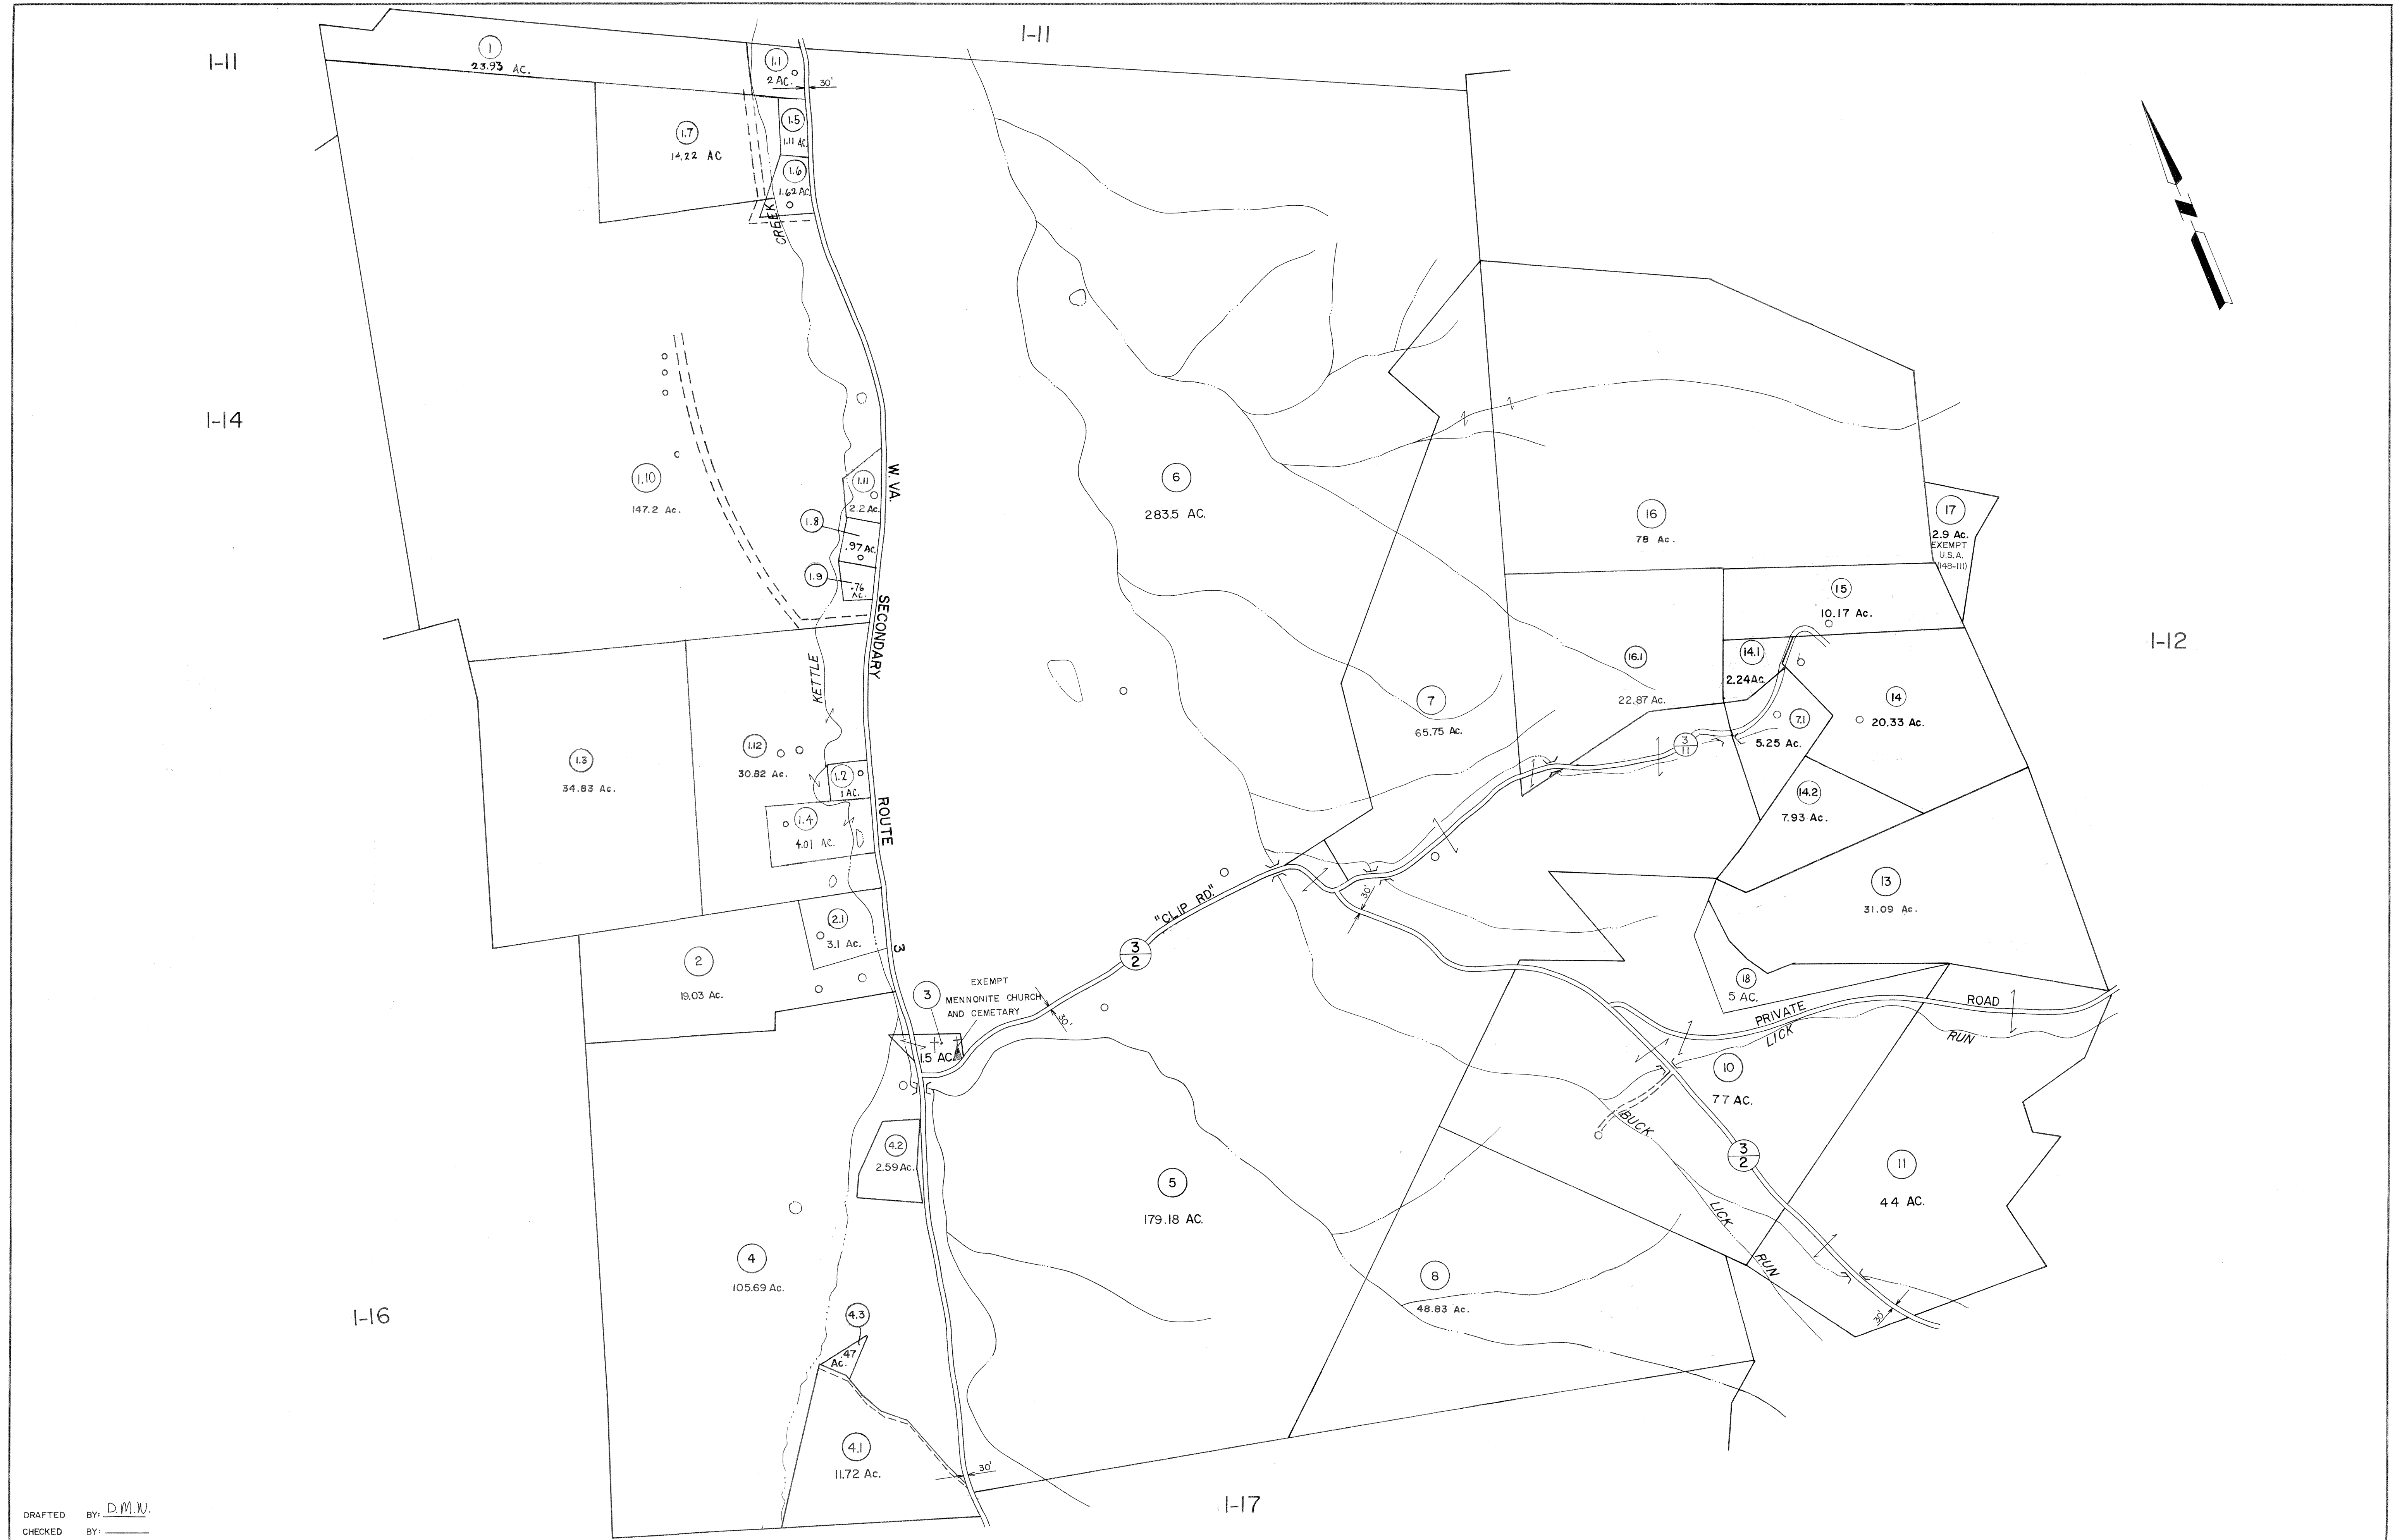 1-11
1-11
1
23.93 AC.
1.1
2 AC.
30'
1.5
1.11 AC.
1.7
14.22 AC
1.6
1.62 AC.
CREEK
1-14
1.10
147.2 Ac.
W. VA.
1.11
2.2 Ac.
1.8
.97 AC.
1.9
.76
Ac.
SECONDARY
6
283.5 AC.
16
78 Ac.
17
2.9 Ac.
EXEMPT
U.S.A.
(148-111)
15
10.17 Ac.
1-12
KETTLE
16.1
22.87 Ac.
14.1
2.24 Ac.
14
20.33 Ac.
7
65.75 Ac.
7.1
5.25 Ac.
3
11
1.3
34.83 Ac.
1.12
30.82 Ac.
1.2
1 AC.
1.4
4.01 AC.
ROUTE
14.2
7.93 Ac.
13
31.09 Ac.
30'
"CLIP RD."
3
2
2.1
3.1 Ac.
3
2
19.03 Ac.
3
EXEMPT
MENNONITE CHURCH
AND CEMETARY
1.5 AC.
30'
18
5 AC.
PRIVATE
ROAD
LICK
RUN
10
77 AC.
BUCK
LICK
RUN
3
2
11
44 AC.
30'
4.2
2.59 Ac.
5
179.18 AC.
4
105.69 Ac.
8
48.83 Ac.
1-16
4.3
.47
Ac.
4.1
11.72 Ac.
30'
1-17
DRAFTED BY: D.M.W.
CHECKED BY: